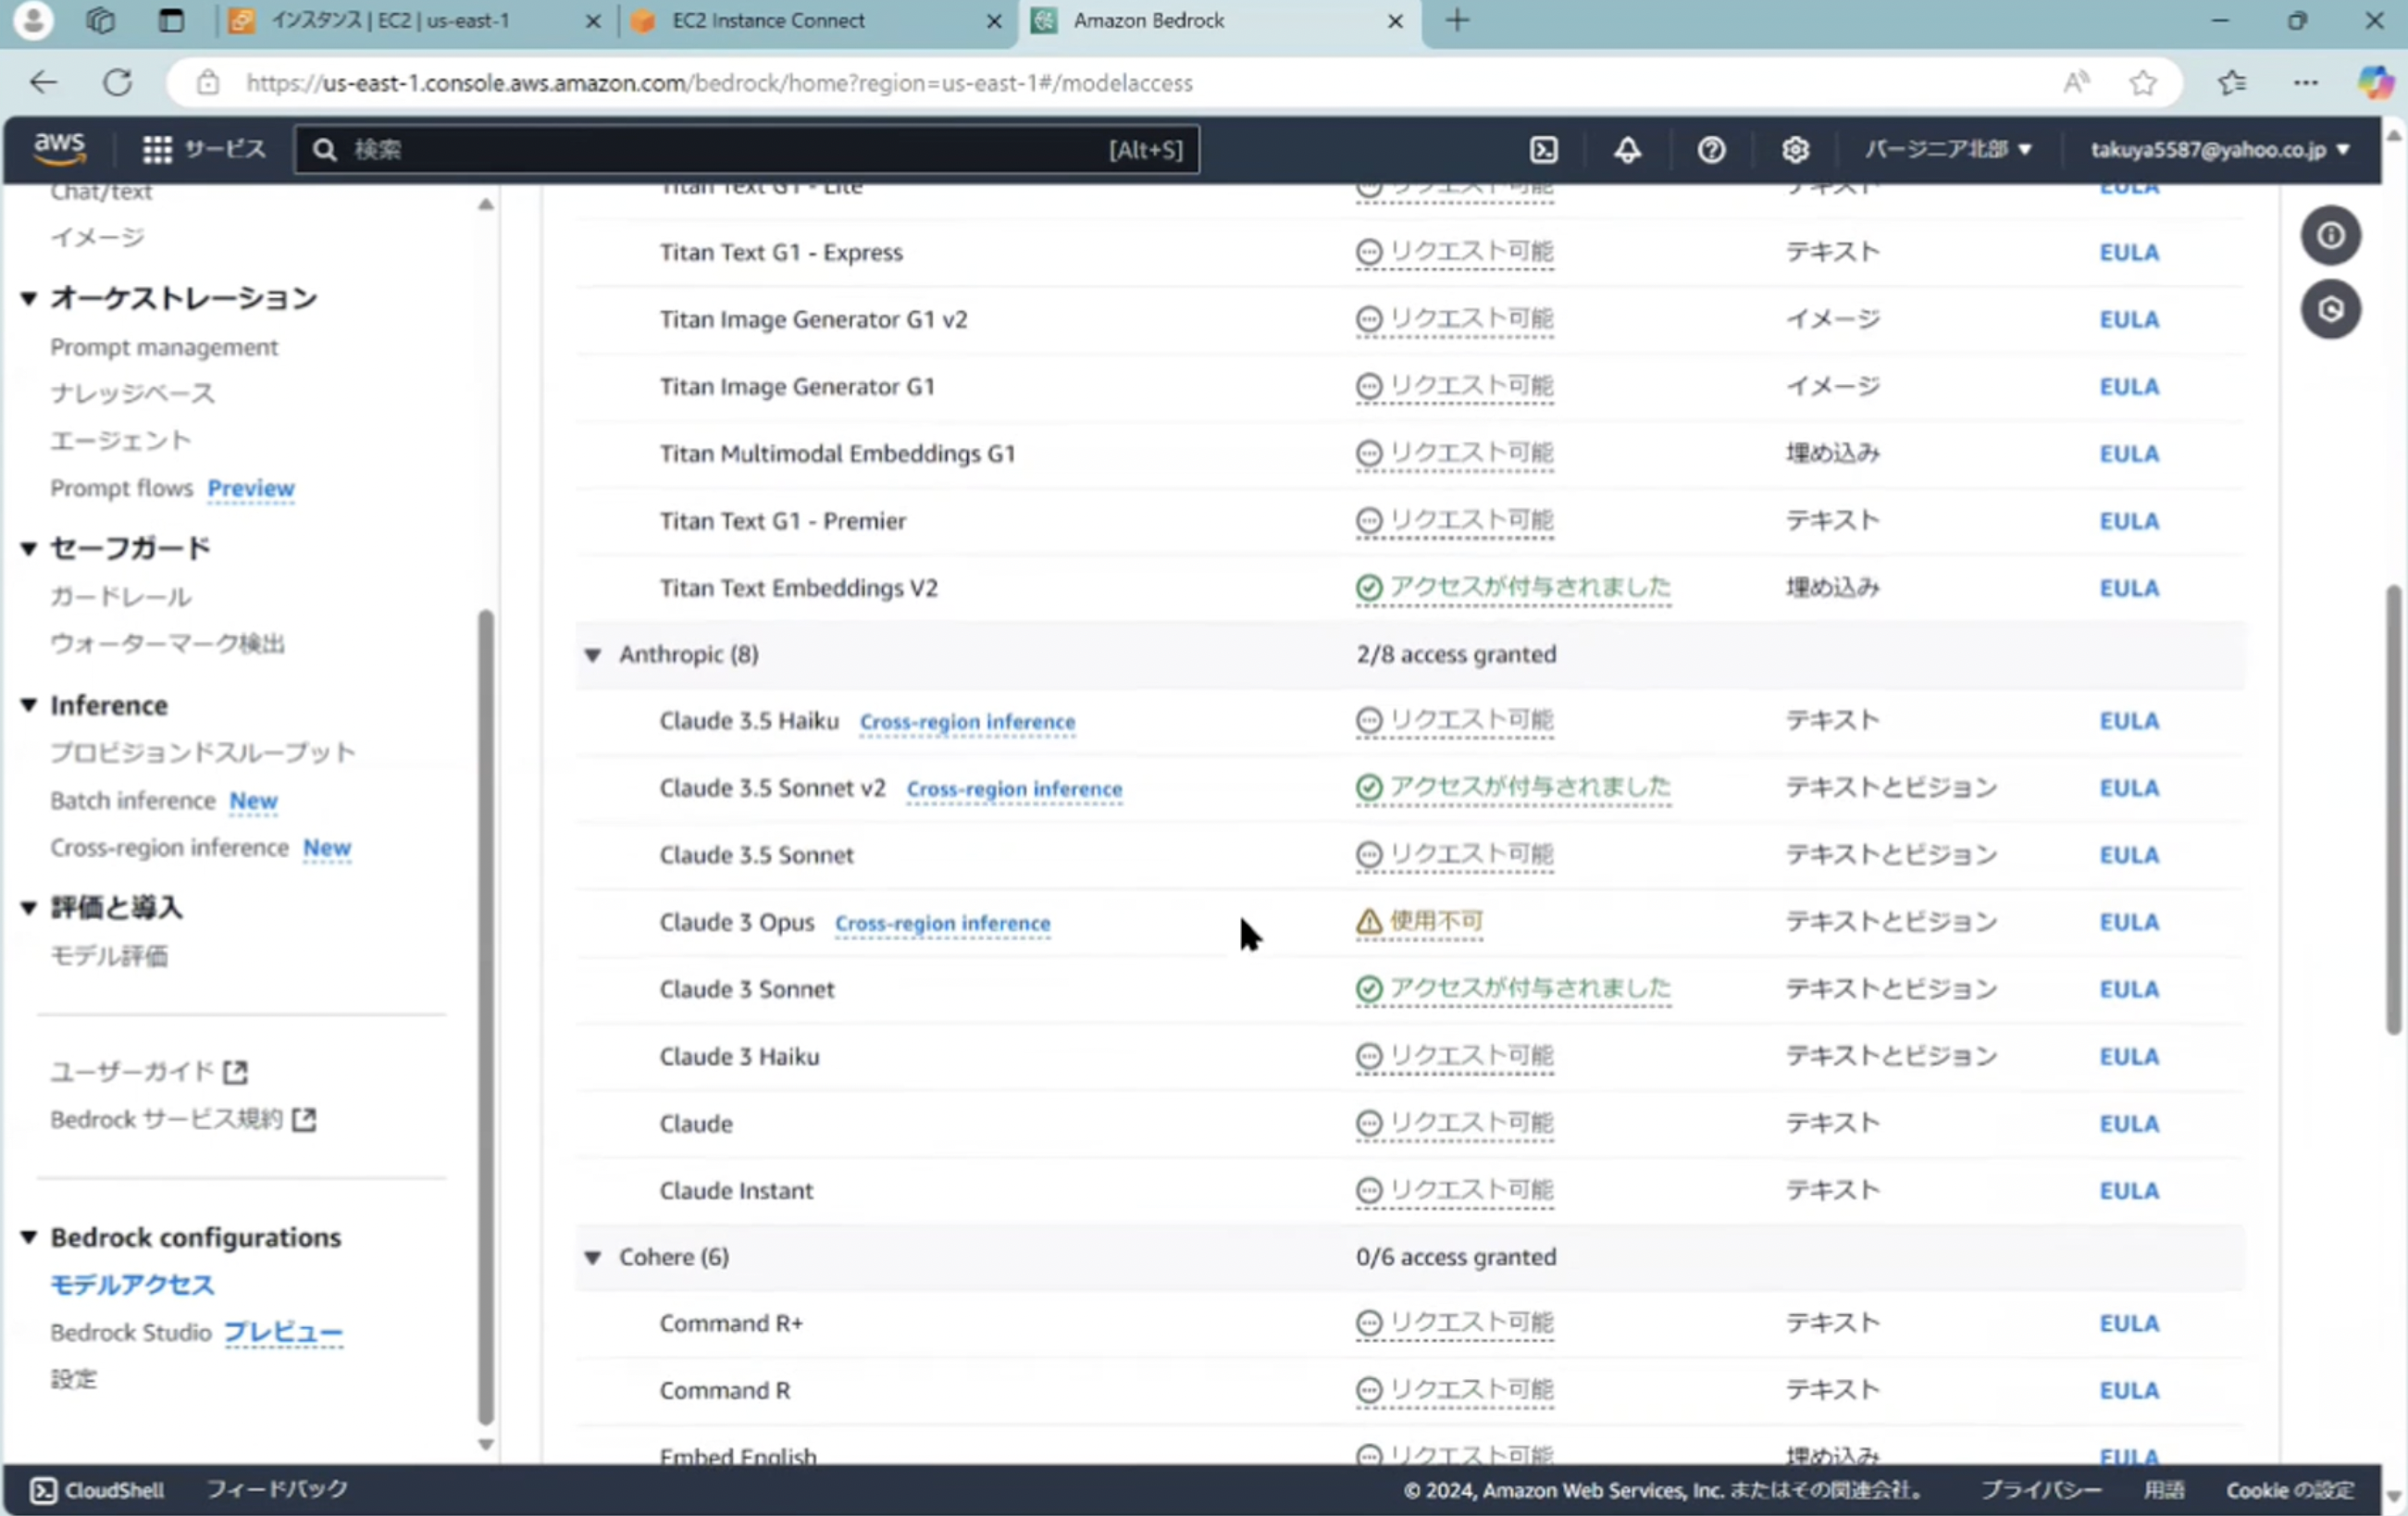 インスタンス | EC2 | us-east-1
EC2 Instance Connect
Amazon Bedrock
https://us-east-1.console.aws.amazon.com/bedrock/home?region=us-east-1#/modelaccess
aws サービス 検索 [Alt+S] バージニア北部 takuya5587@yahoo.co.jp
Chat/text
イメージ
オーケストレーション
Prompt management
ナレッジベース
エージェント
Prompt flows Preview
セーフガード
ガードレール
ウォーターマーク検出
Inference
プロビジョンドスループット
Batch inference New
Cross-region inference New
評価と導入
モデル評価
ユーザーガイド
Bedrock サービス規約
Bedrock configurations
モデルアクセス
Bedrock Studio プレビュー
設定
Titan Text G1 - Lite リクエスト可能 テキスト EULA
Titan Text G1 - Express リクエスト可能 テキスト EULA
Titan Image Generator G1 v2 リクエスト可能 イメージ EULA
Titan Image Generator G1 リクエスト可能 イメージ EULA
Titan Multimodal Embeddings G1 リクエスト可能 埋め込み EULA
Titan Text G1 - Premier リクエスト可能 テキスト EULA
Titan Text Embeddings V2 アクセスが付与されました 埋め込み EULA
Anthropic (8) 2/8 access granted
Claude 3.5 Haiku Cross-region inference リクエスト可能 テキスト EULA
Claude 3.5 Sonnet v2 Cross-region inference アクセスが付与されました テキストとビジョン EULA
Claude 3.5 Sonnet リクエスト可能 テキストとビジョン EULA
Claude 3 Opus Cross-region inference 使用不可 テキストとビジョン EULA
Claude 3 Sonnet アクセスが付与されました テキストとビジョン EULA
Claude 3 Haiku リクエスト可能 テキストとビジョン EULA
Claude リクエスト可能 テキスト EULA
Claude Instant リクエスト可能 テキスト EULA
Cohere (6) 0/6 access granted
Command R+ リクエスト可能 テキスト EULA
Command R リクエスト可能 テキスト EULA
Embed English リクエスト可能 埋め込み EULA
CloudShell フィードバック © 2024, Amazon Web Services, Inc. またはその関連会社。 プライバシー 用語 Cookie の設定